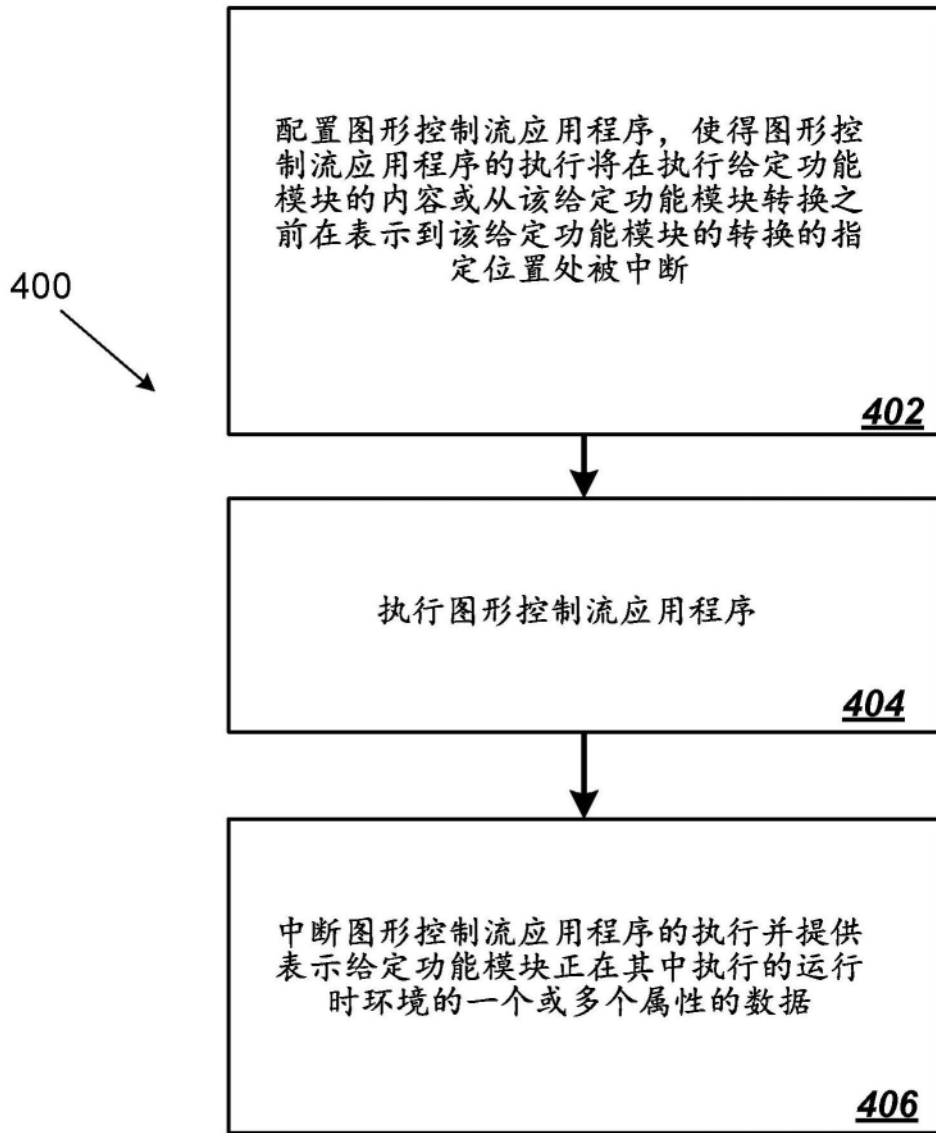 配置图形控制流应用程序，使得图形控
制流应用程序的执行将在执行给定功能
模块的内容或从该给定功能模块转换之
前在表示到该给定功能模块的转换的指
定位置处被中断
402
400
执行图形控制流应用程序
404
中断图形控制流应用程序的执行并提供
表示给定功能模块正在其中执行的运行
时环境的一个或多个属性的数据
406